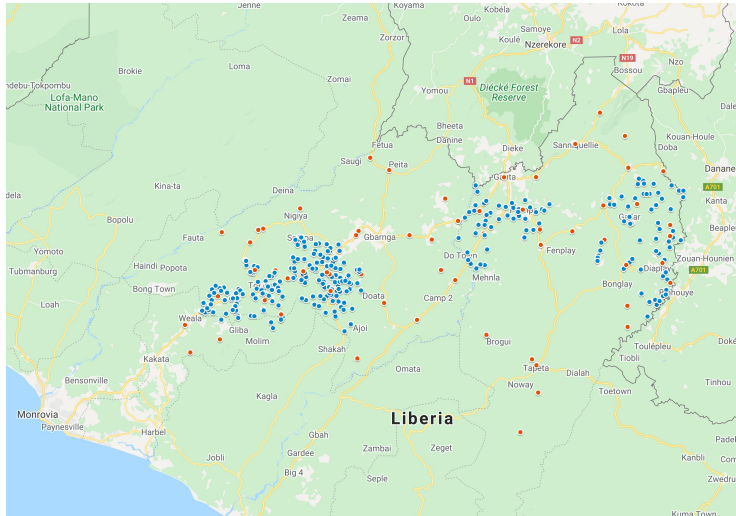 Jenne
Koyama
Kokota
Zeama
Kobéla
Oulo
Samoye
Lola
Koulé
N2
Zorzor
Nzerekore
N19
Loma
Bossou
Nzo
Brokie
Zomai
N1
ndebu-Tokpombu
Yomou
Diécké Forest
Reserve
Gbapleu
Lofa-Mano
National Park
Bheeta
Kouan-Houle
Danine
Fetua
Dieke
Doba
Saugi
Peita
Danane
Kina-ta
Deina
A701
dela
Kanta
Nigiya
Bopolu
Beaple
Fauta
Gbarnga
Yomoto
Fenplay
Do Town
Haindi
Popota
Zouan-Hounien
Tubmanburg
A701
Mehnla
Bong Town
Bonglay
Doata
Camp 2
Loah
Weala
Gliba
Ajoi
Molim
Brogui
Toulépleu
Doké
Shakah
Kakata
Tiobli
Omata
Tapeta
Dialah
Bensonville
Noway
Tinhou
Kagla
Toetown
Monrovia
Liberia
Paynesville
Harbel
Gbah
Padel
Zambai
Zeget
Gardee
Jobli
Kanbli
Com
Big 4
Seple
Zwedru
Kuma Town